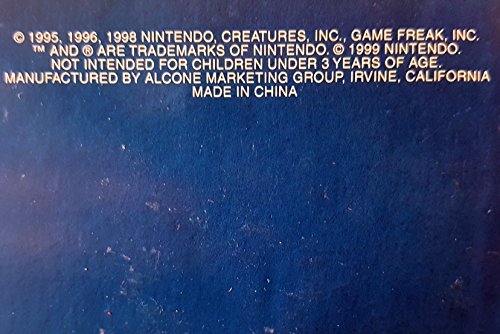 © 1995, 1996, 1998 NINTENDO, CREATURES, INC., GAME FREAK, INC.
™ AND ® ARE TRADEMARKS OF NINTENDO. © 1999 NINTENDO.
NOT INTENDED FOR CHILDREN UNDER 3 YEARS OF AGE.
MANUFACTURED BY ALCONE MARKETING GROUP, IRVINE, CALIFORNIA
MADE IN CHINA